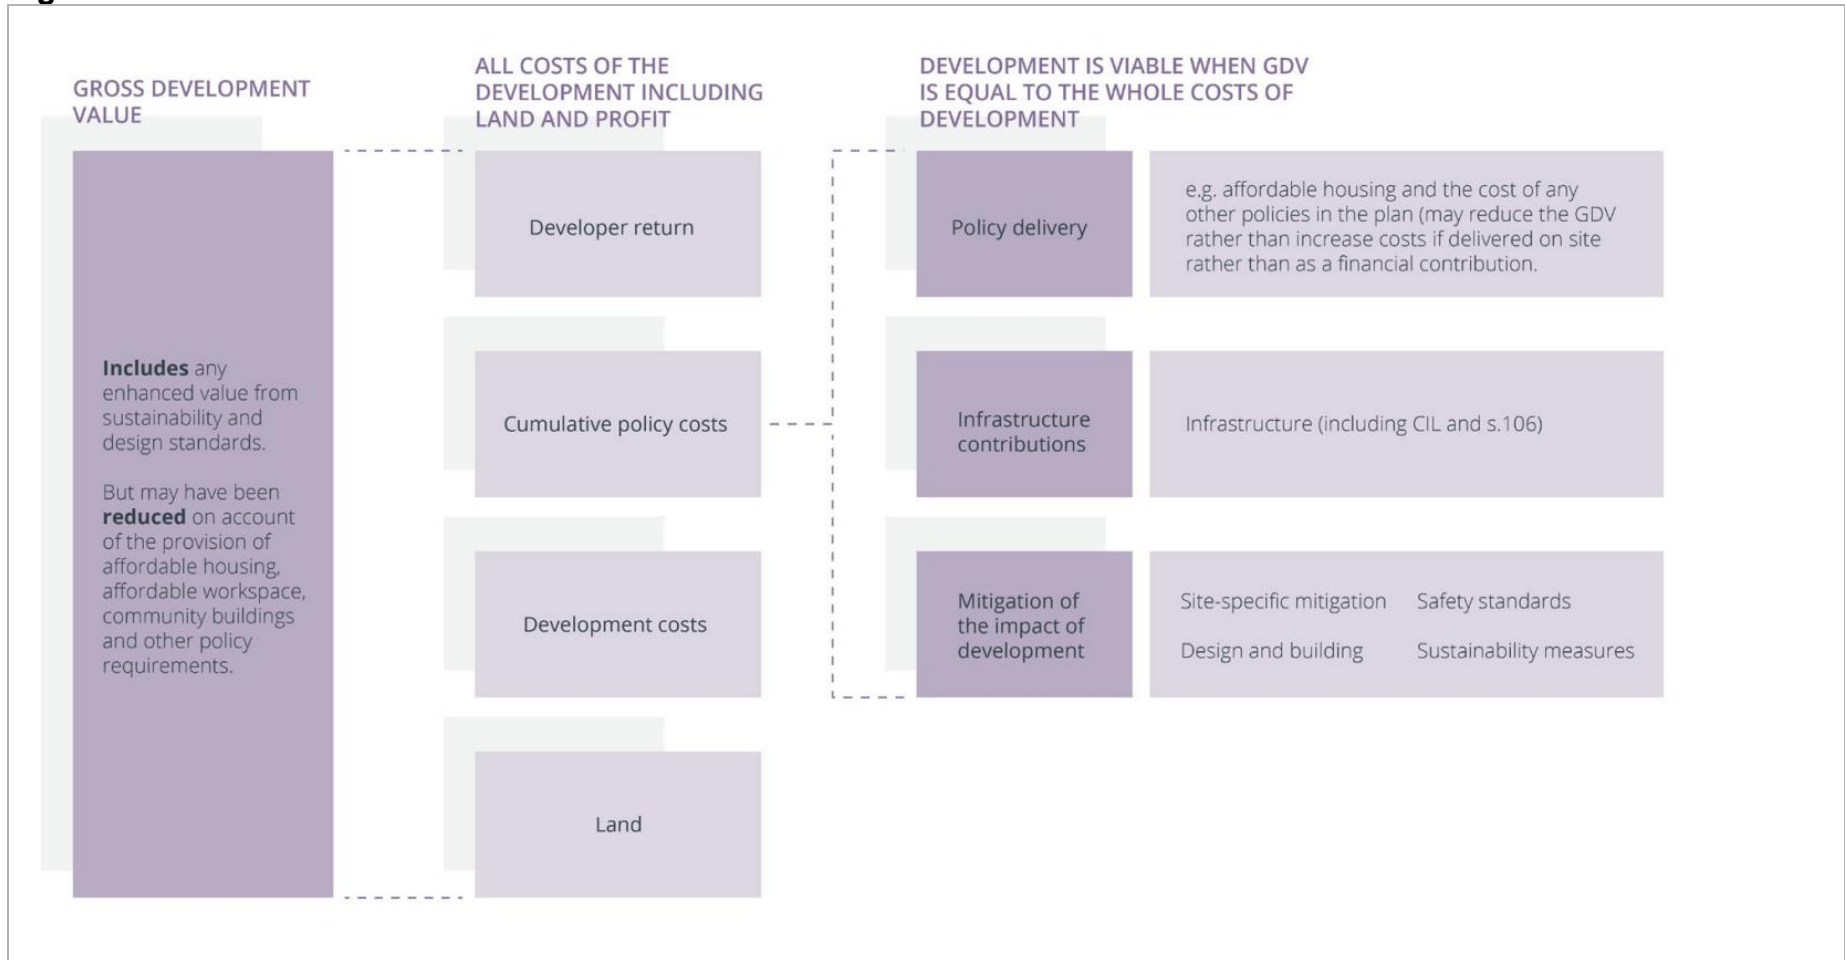 GROSS DEVELOPMENT
VALUE
Includes any
enhanced value from
sustainability and
design standards.
But may have been
reduced on account
of the provision of
affordable housing,
affordable workspace,
community buildings
and other policy
requirements.
ALL COSTS OF THE
DEVELOPMENT INCLUDING
LAND AND PROFIT
Developer return
Cumulative policy costs
Development costs
Land
DEVELOPMENT IS VIABLE WHEN GDV
IS EQUAL TO THE WHOLE COSTS OF
DEVELOPMENT
Policy delivery
e.g. affordable housing and the cost of any
other policies in the plan (may reduce the GDV
rather than increase costs if delivered on site
rather than as a financial contribution.
Infrastructure
contributions
Infrastructure (including CIL and s.106)
Mitigation of
the impact of
development
Site-specific mitigation Safety standards
Design and building Sustainability measures